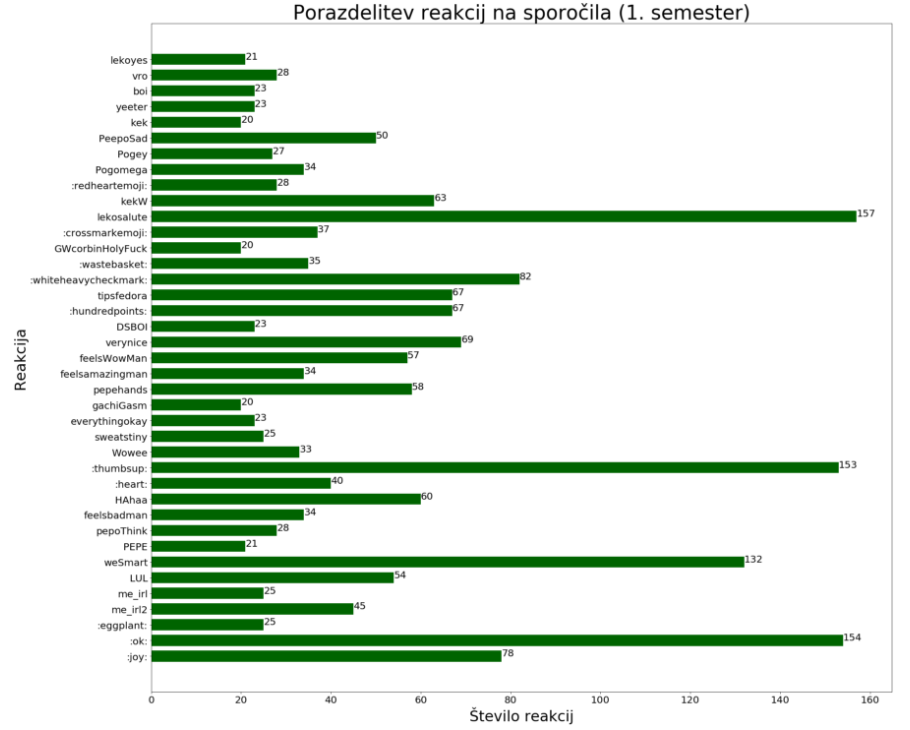 Porazdelitev reakcij na sporočila (1. semester)
Reakcija
lekoyes 21
vro 28
boi 23
yeeter 23
kek 20
PeepoSad 50
Pogey 27
Pogomega 34
:redheartemoji: 28
kekW 63
lekosalute 157
:crossmarkemoji: 37
GWcorbinHolyFuck 20
:wastebasket: 35
:whiteheavycheckmark: 82
tipsfedora 67
:hundredpoints: 67
DSBOI 23
verynice 69
feelsWowMan 57
feelsamazingman 34
pepehands 58
gachiGasm 20
everythingokay 23
sweatstiny 25
Wowee 33
:thumbsup: 153
:heart: 40
HAhaa 60
feelsbadman 34
pepoThink 28
PEPE 21
weSmart 132
LUL 54
me_irl 25
me_irl2 45
:eggplant: 25
:ok: 154
:joy: 78
0 20 40 60 80 100 120 140 160
Število reakcij